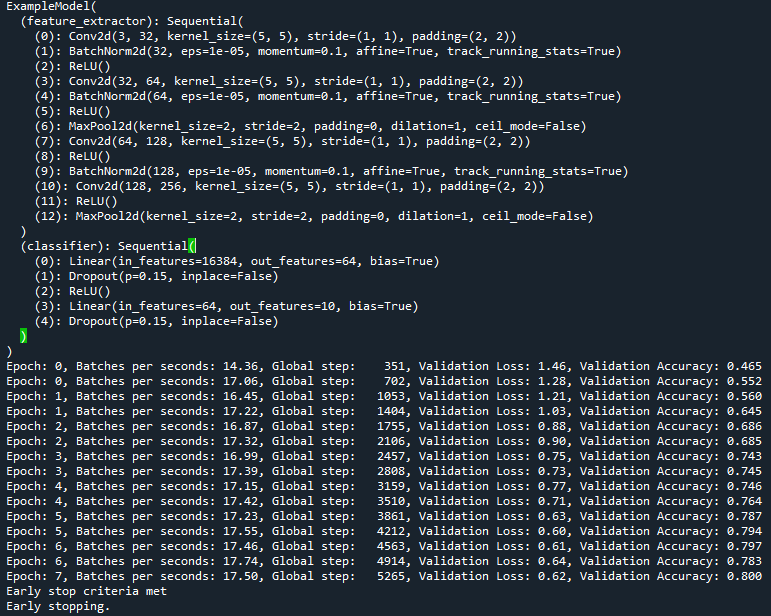 ExampleModel(
  (feature_extractor): Sequential(
    (0): Conv2d(3, 32, kernel_size=(5, 5), stride=(1, 1), padding=(2, 2))
    (1): BatchNorm2d(32, eps=1e-05, momentum=0.1, affine=True, track_running_stats=True)
    (2): ReLU()
    (3): Conv2d(32, 64, kernel_size=(5, 5), stride=(1, 1), padding=(2, 2))
    (4): BatchNorm2d(64, eps=1e-05, momentum=0.1, affine=True, track_running_stats=True)
    (5): ReLU()
    (6): MaxPool2d(kernel_size=2, stride=2, padding=0, dilation=1, ceil_mode=False)
    (7): Conv2d(64, 128, kernel_size=(5, 5), stride=(1, 1), padding=(2, 2))
    (8): ReLU()
    (9): BatchNorm2d(128, eps=1e-05, momentum=0.1, affine=True, track_running_stats=True)
    (10): Conv2d(128, 256, kernel_size=(5, 5), stride=(1, 1), padding=(2, 2))
    (11): ReLU()
    (12): MaxPool2d(kernel_size=2, stride=2, padding=0, dilation=1, ceil_mode=False)
  )
  (classifier): Sequential(
    (0): Linear(in_features=16384, out_features=64, bias=True)
    (1): Dropout(p=0.15, inplace=False)
    (2): ReLU()
    (3): Linear(in_features=64, out_features=10, bias=True)
    (4): Dropout(p=0.15, inplace=False)
  )
)
Epoch: 0, Batches per seconds: 14.36, Global step:    351, Validation Loss: 1.46, Validation Accuracy: 0.465
Epoch: 0, Batches per seconds: 17.06, Global step:    702, Validation Loss: 1.28, Validation Accuracy: 0.552
Epoch: 1, Batches per seconds: 16.45, Global step:   1053, Validation Loss: 1.21, Validation Accuracy: 0.560
Epoch: 1, Batches per seconds: 17.22, Global step:   1404, Validation Loss: 1.03, Validation Accuracy: 0.645
Epoch: 2, Batches per seconds: 16.87, Global step:   1755, Validation Loss: 0.88, Validation Accuracy: 0.686
Epoch: 2, Batches per seconds: 17.32, Global step:   2106, Validation Loss: 0.90, Validation Accuracy: 0.685
Epoch: 3, Batches per seconds: 16.99, Global step:   2457, Validation Loss: 0.75, Validation Accuracy: 0.743
Epoch: 3, Batches per seconds: 17.39, Global step:   2808, Validation Loss: 0.73, Validation Accuracy: 0.745
Epoch: 4, Batches per seconds: 17.15, Global step:   3159, Validation Loss: 0.77, Validation Accuracy: 0.746
Epoch: 4, Batches per seconds: 17.42, Global step:   3510, Validation Loss: 0.71, Validation Accuracy: 0.764
Epoch: 5, Batches per seconds: 17.23, Global step:   3861, Validation Loss: 0.63, Validation Accuracy: 0.787
Epoch: 5, Batches per seconds: 17.55, Global step:   4212, Validation Loss: 0.60, Validation Accuracy: 0.794
Epoch: 6, Batches per seconds: 17.46, Global step:   4563, Validation Loss: 0.61, Validation Accuracy: 0.797
Epoch: 6, Batches per seconds: 17.74, Global step:   4914, Validation Loss: 0.64, Validation Accuracy: 0.783
Epoch: 7, Batches per seconds: 17.50, Global step:   5265, Validation Loss: 0.62, Validation Accuracy: 0.800
Early stop criteria met
Early stopping.